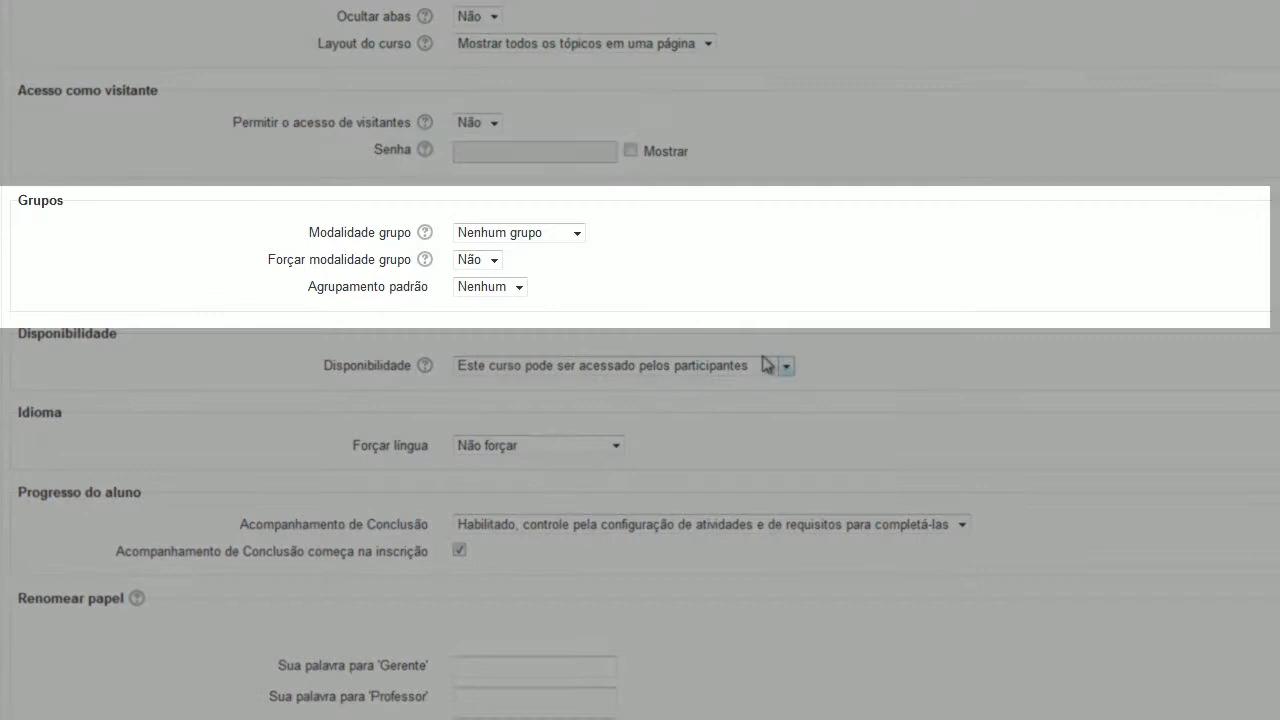 Ocultar abas Não
Layout do curso Mostrar todos os tópicos em uma página
Acesso como visitante
Permitir o acesso de visitantes Não
Senha Mostrar
Grupos
Modalidade grupo Nenhum grupo
Forçar modalidade grupo Não
Agrupamento padrão Nenhum
Disponibilidade
Disponibilidade Este curso pode ser acessado pelos participantes
Idioma
Forçar língua Não forçar
Progresso do aluno
Acompanhamento de Conclusão Habilitado, controle pela configuração de atividades e de requisitos para completá-las
Acompanhamento de Conclusão começa na inscrição
Renomear papel
Sua palavra para 'Gerente'
Sua palavra para 'Professor'